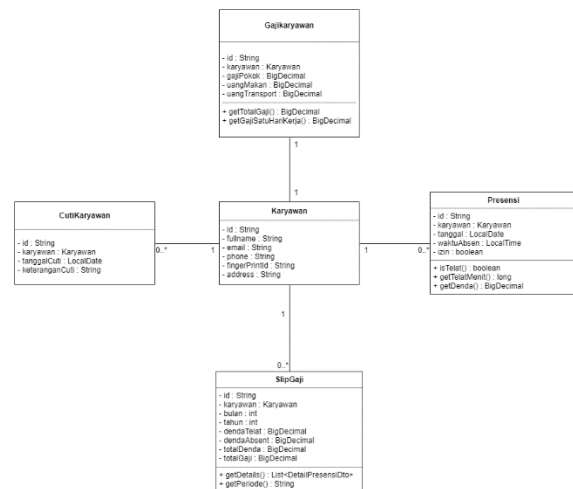 Gajikaryawan
- id : String
- karyawan : Karyawan
- gajiPokok : BigDecimal
- uangMakan : BigDecimal
- uangTransport : BigDecimal
+ getTotalGaji() : BigDecimal
+ getGajiSatuHariKerja() : BigDecimal
1
1
CutiKaryawan
- id : String
- karyawan : Karyawan
- tanggalCuti : LocalDate
- keteranganCuti : String
0..*
1
Karyawan
- id : String
- fullname : String
- email : String
- phone : String
- fingerPrintId : String
- address : String
1
0..*
Presensi
- id : String
- karyawan : Karyawan
- tanggal : LocalDate
- waktuAbsen : LocalTime
- izin : boolean
+ isTelat() : boolean
+ getTelatMenit() : long
+ getDenda() : BigDecimal
1
0..*
SlipGaji
- id : String
- karyawan : Karyawan
- bulan : int
- tahun : int
- dendaTelat : BigDecimal
- dendaAbsent : BigDecimal
- totalDenda : BigDecimal
- totalGaji : BigDecimal
+ getDetails() : List<DetailPresensiDto>
+ getPeriode() : String